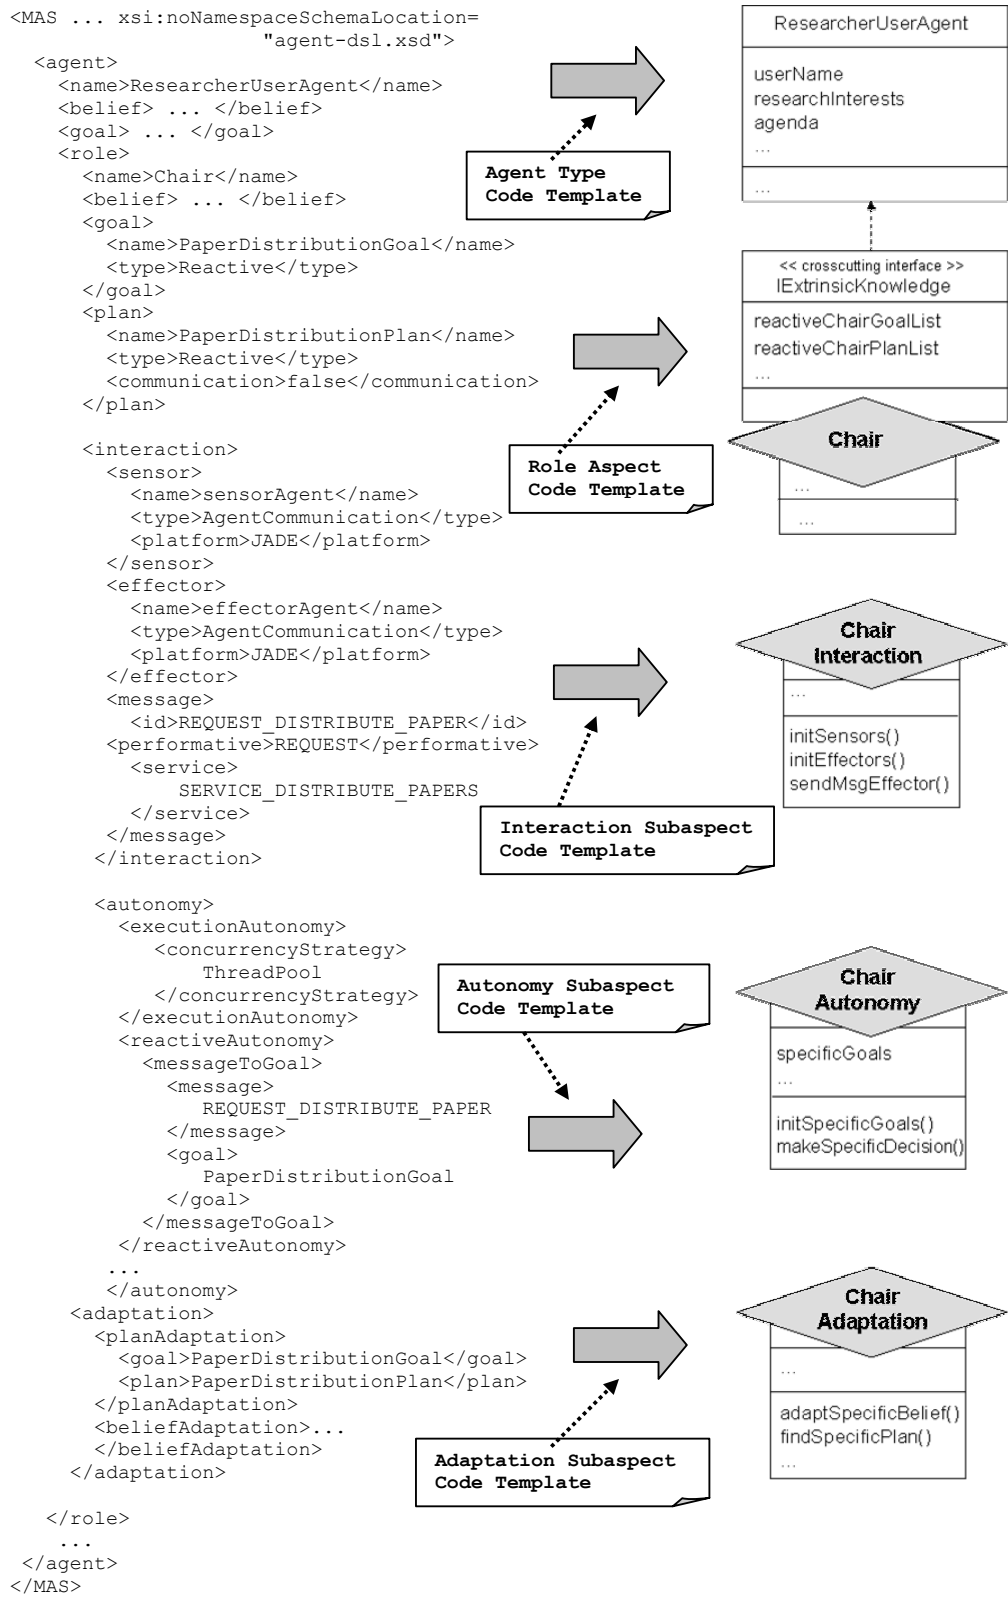 <MAS ... xsi:noNamespaceSchemaLocation=
"agent-dsl.xsd">
<agent>
<name>ResearcherUserAgent</name>
<belief> ... </belief>
<goal> ... </goal>
<role>
<name>Chair</name>
<belief> ... </belief>
<goal>
<name>PaperDistributionGoal</name>
<type>Reactive</type>
</goal>
<plan>
<name>PaperDistributionPlan</name>
<type>Reactive</type>
<communication>false</communication>
</plan>
<interaction>
<sensor>
<name>sensorAgent</name>
<type>AgentCommunication</type>
<platform>JADE</platform>
</sensor>
<effector>
<name>effectorAgent</name>
<type>AgentCommunication</type>
<platform>JADE</platform>
</effector>
<message>
<id>REQUEST_DISTRIBUTE_PAPER</id>
<performative>REQUEST</performative>
<service>
SERVICE_DISTRIBUTE_PAPERS
</service>
</message>
</interaction>
<autonomy>
<executionAutonomy>
<concurrencyStrategy>
ThreadPool
</concurrencyStrategy>
</executionAutonomy>
<reactiveAutonomy>
<messageToGoal>
<message>
REQUEST_DISTRIBUTE_PAPER
</message>
<goal>
PaperDistributionGoal
</goal>
</messageToGoal>
</reactiveAutonomy>
...
</autonomy>
<adaptation>
<planAdaptation>
<goal>PaperDistributionGoal</goal>
<plan>PaperDistributionPlan</plan>
</planAdaptation>
<beliefAdaptation>...
</beliefAdaptation>
</adaptation>
</role>
...
</agent>
</MAS>
Agent Type
Code Template
Role Aspect
Code Template
Interaction Subaspect
Code Template
Autonomy Subaspect
Code Template
Adaptation Subaspect
Code Template
ResearcherUserAgent
userName
researchInterests
agenda
...
...
<< crosscutting interface >>
IExtrinsicKnowledge
reactiveChairGoalList
reactiveChairPlanList
...
Chair
...
...
Chair
Interaction
...
initSensors()
initEffectors()
sendMsgEffector()
Chair
Autonomy
specificGoals
...
initSpecificGoals()
makeSpecificDecision()
Chair
Adaptation
...
adaptSpecificBelief()
findSpecificPlan()
...